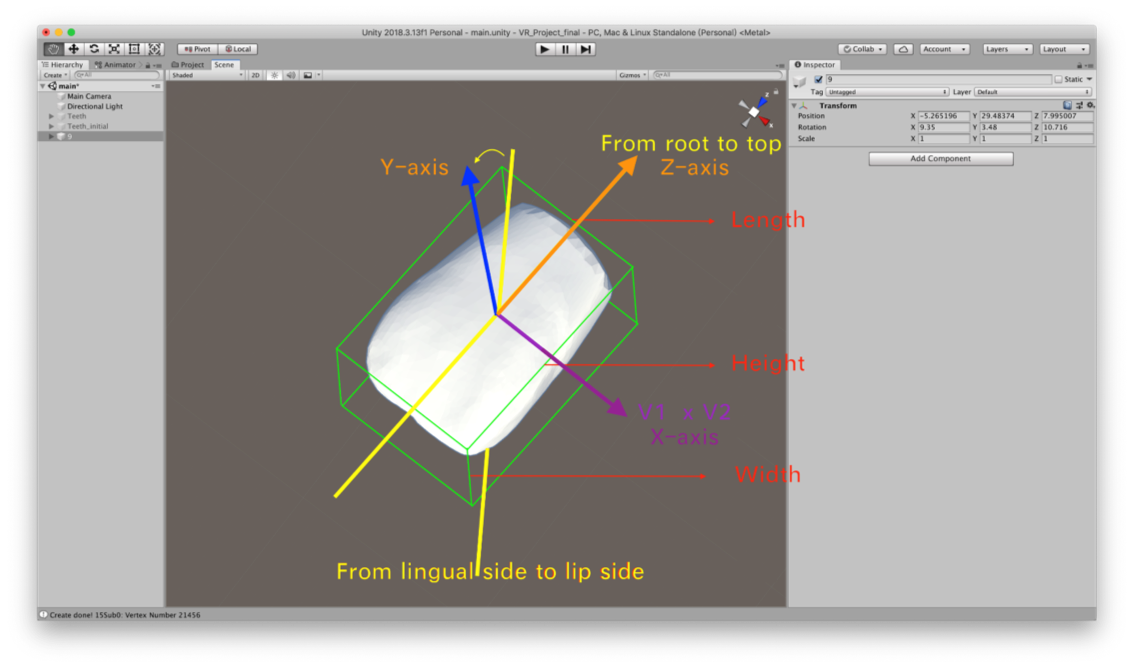 Unity 2018.3.13f1 Personal - main.unity - VR_Project_final - PC, Mac & Linux Standalone (Personal) <Metal>
Pivot Local Collab Account Layers Layout
Hierarchy Animator Project Scene Inspector
Create All Shaded 2D Gizmos All
main*
Main Camera
Directional Light
Teeth
Teeth_initial
9
9 Static
Tag Untagged Layer Default
Transform
Position X -5.265196 Y 29.48374 Z 7.995007
Rotation X 9.35 Y 3.48 Z 10.716
Scale X 1 Y 1 Z 1
Add Component
z
x
From root to top
Y-axis
Z-axis
Length
Height
V1 x V2
X-axis
Width
From lingual side to lip side
Create done! 15Sub0: Vertex Number 21456